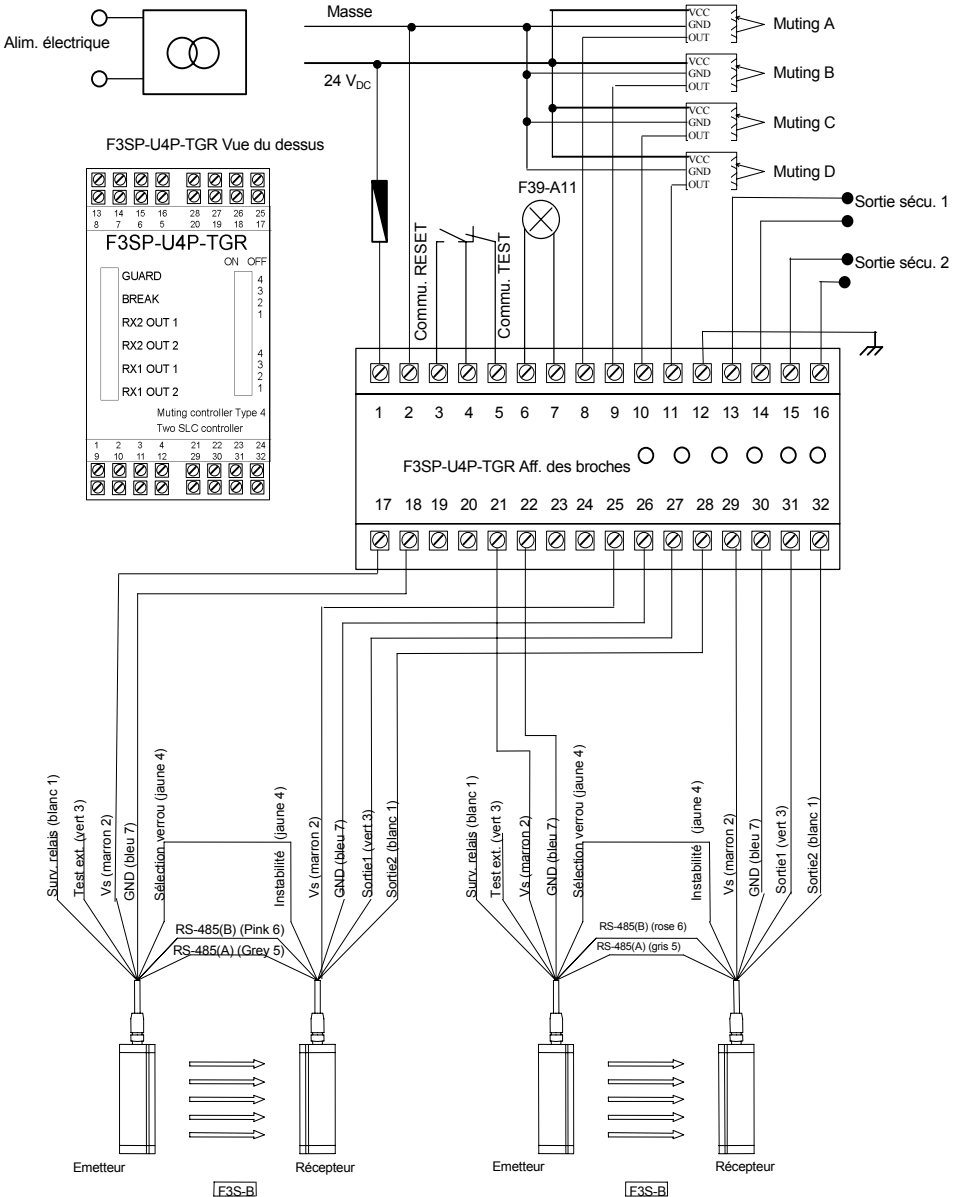 Alim. électrique
Masse
24 VDC
VCC
GND
OUT
Muting A
VCC
GND
OUT
Muting B
VCC
GND
OUT
Muting C
VCC
GND
OUT
Muting D
F3SP-U4P-TGR Vue du dessus
13 14 15 16 28 27 26 25
8 7 6 5 20 19 18 17
F3SP-U4P-TGR
ON OFF
GUARD
BREAK
RX2 OUT 1
RX2 OUT 2
RX1 OUT 1
RX1 OUT 2
4
3
2
1
4
3
2
1
Muting controller Type 4
Two SLC controller
1 2 3 4 21 22 23 24
9 10 11 12 29 30 31 32
Commu. RESET
Commu. TEST
F39-A11
Sortie sécu. 1
Sortie sécu. 2
1 2 3 4 5 6 7 8 9 10 11 12 13 14 15 16
F3SP-U4P-TGR Aff. des broches
17 18 19 20 21 22 23 24 25 26 27 28 29 30 31 32
Surv. relais (blanc 1)
Test ext. (vert 3)
Vs (marron 2)
GND (bleu 7)
Sélection verrou (jaune 4)
Instabilité (jaune 4)
Vs (marron 2)
GND (bleu 7)
Sortie1 (vert 3)
Sortie2 (blanc 1)
RS-485(B) (Pink 6)
RS-485(A) (Grey 5)
Surv. relais (blanc 1)
Test ext. (vert 3)
Vs (marron 2)
GND (bleu 7)
Sélection verrou (jaune 4)
Instabilité (jaune 4)
Vs (marron 2)
GND (bleu 7)
Sortie1 (vert 3)
Sortie2 (blanc 1)
RS-485(B) (rose 6)
RS-485(A) (gris 5)
Emetteur
Récepteur
Emetteur
Récepteur
F3S-B
F3S-B